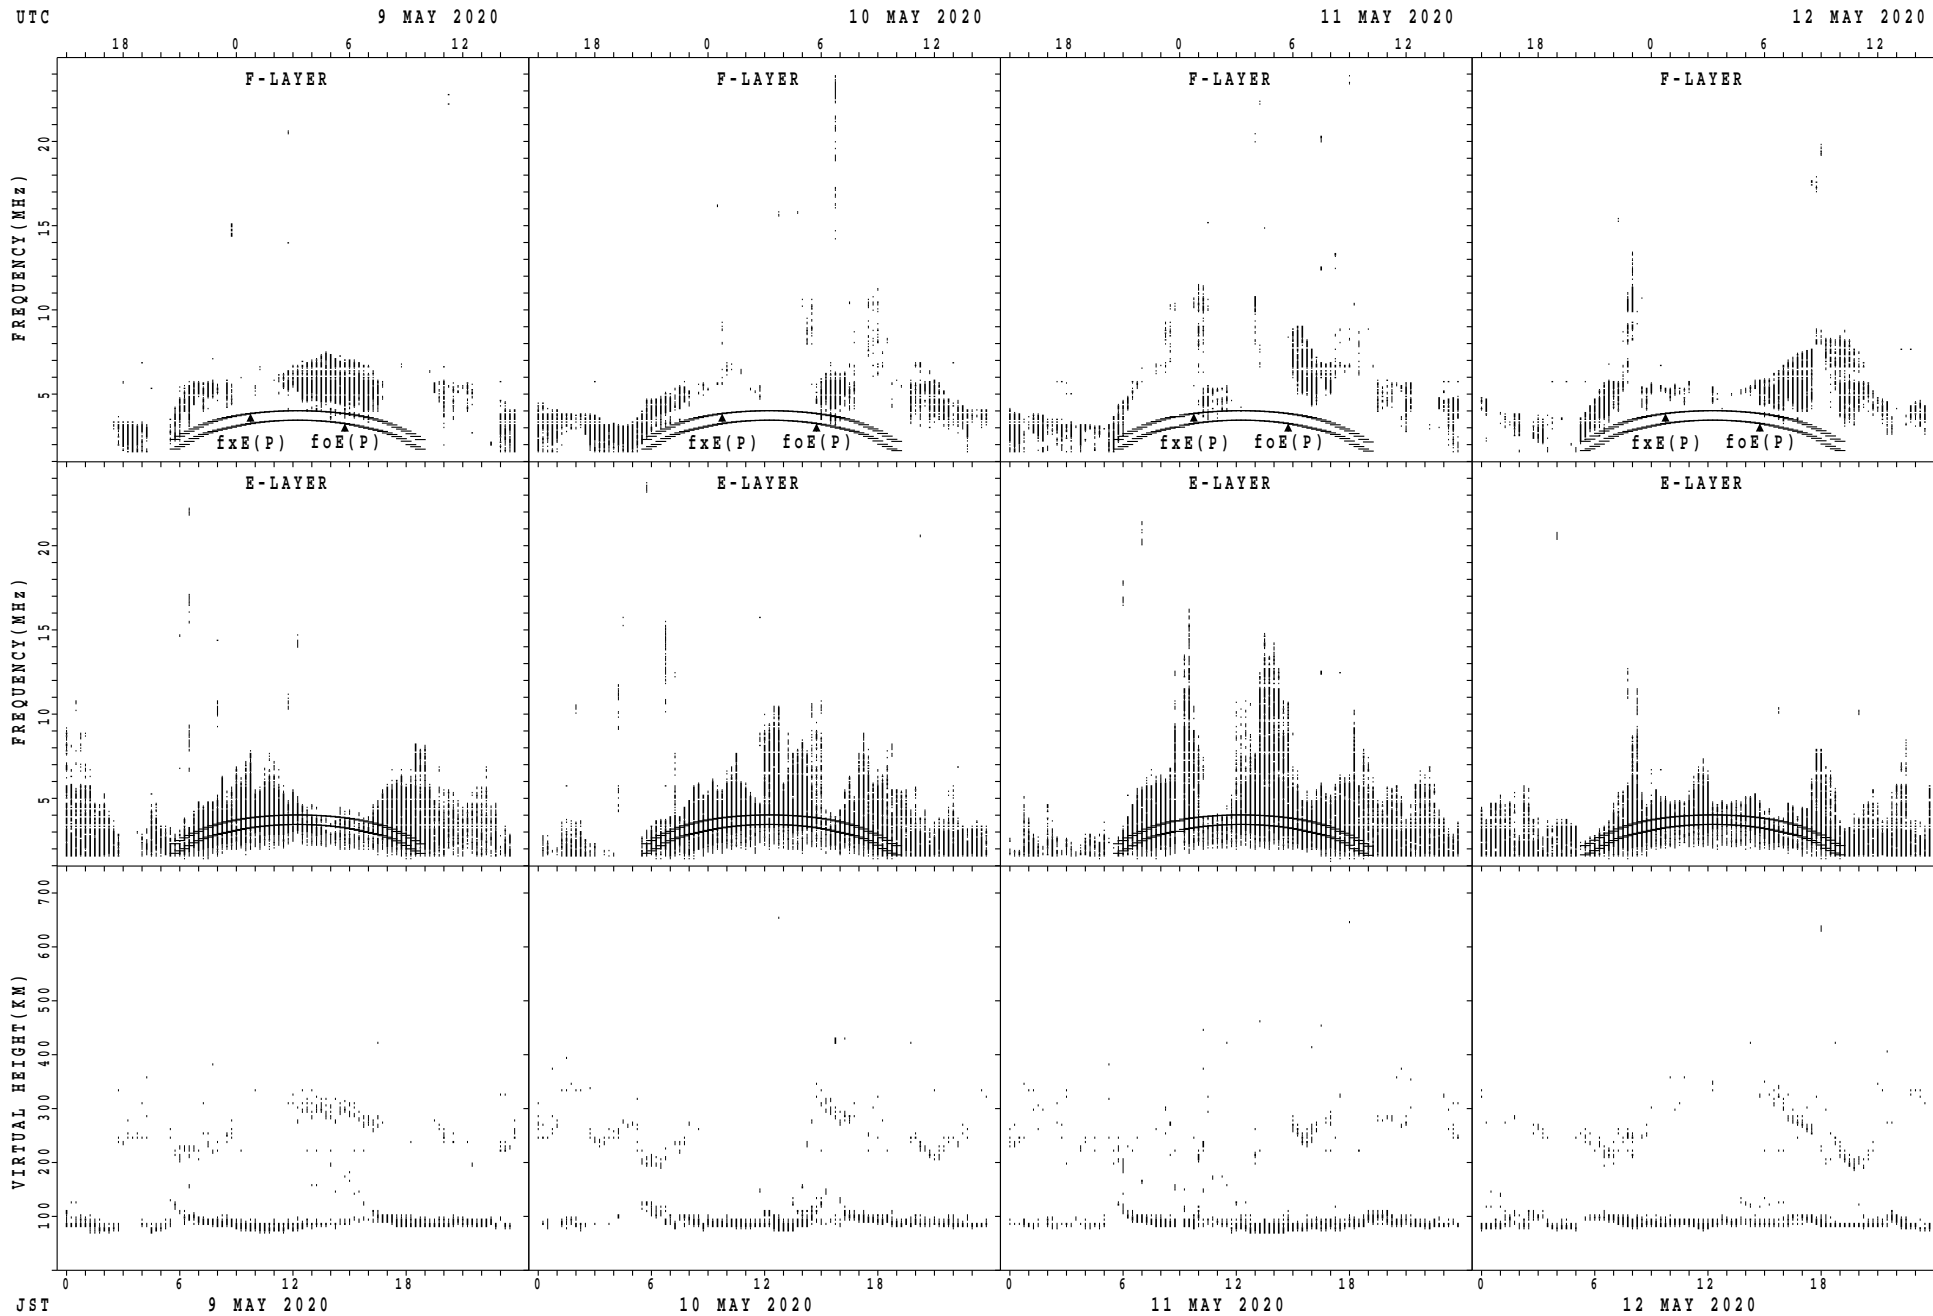 UTC 9 MAY 2020 10 MAY 2020 11 MAY 2020 12 MAY 2020
18 0 6 12 18 0 6 12 18 0 6 12 18 0 6 12
F-LAYER F-LAYER F-LAYER F-LAYER
FREQUENCY(MHz)
20
15
10
5
fxE(P) foE(P) fxE(P) foE(P) fxE(P) foE(P) fxE(P) foE(P)
E-LAYER E-LAYER E-LAYER E-LAYER
FREQUENCY(MHz)
20
15
10
5
VIRTUAL HEIGHT(KM)
700
600
500
400
300
200
100
0 6 12 18 0 6 12 18 0 6 12 18 0 6 12 18
JST 9 MAY 2020 10 MAY 2020 11 MAY 2020 12 MAY 2020